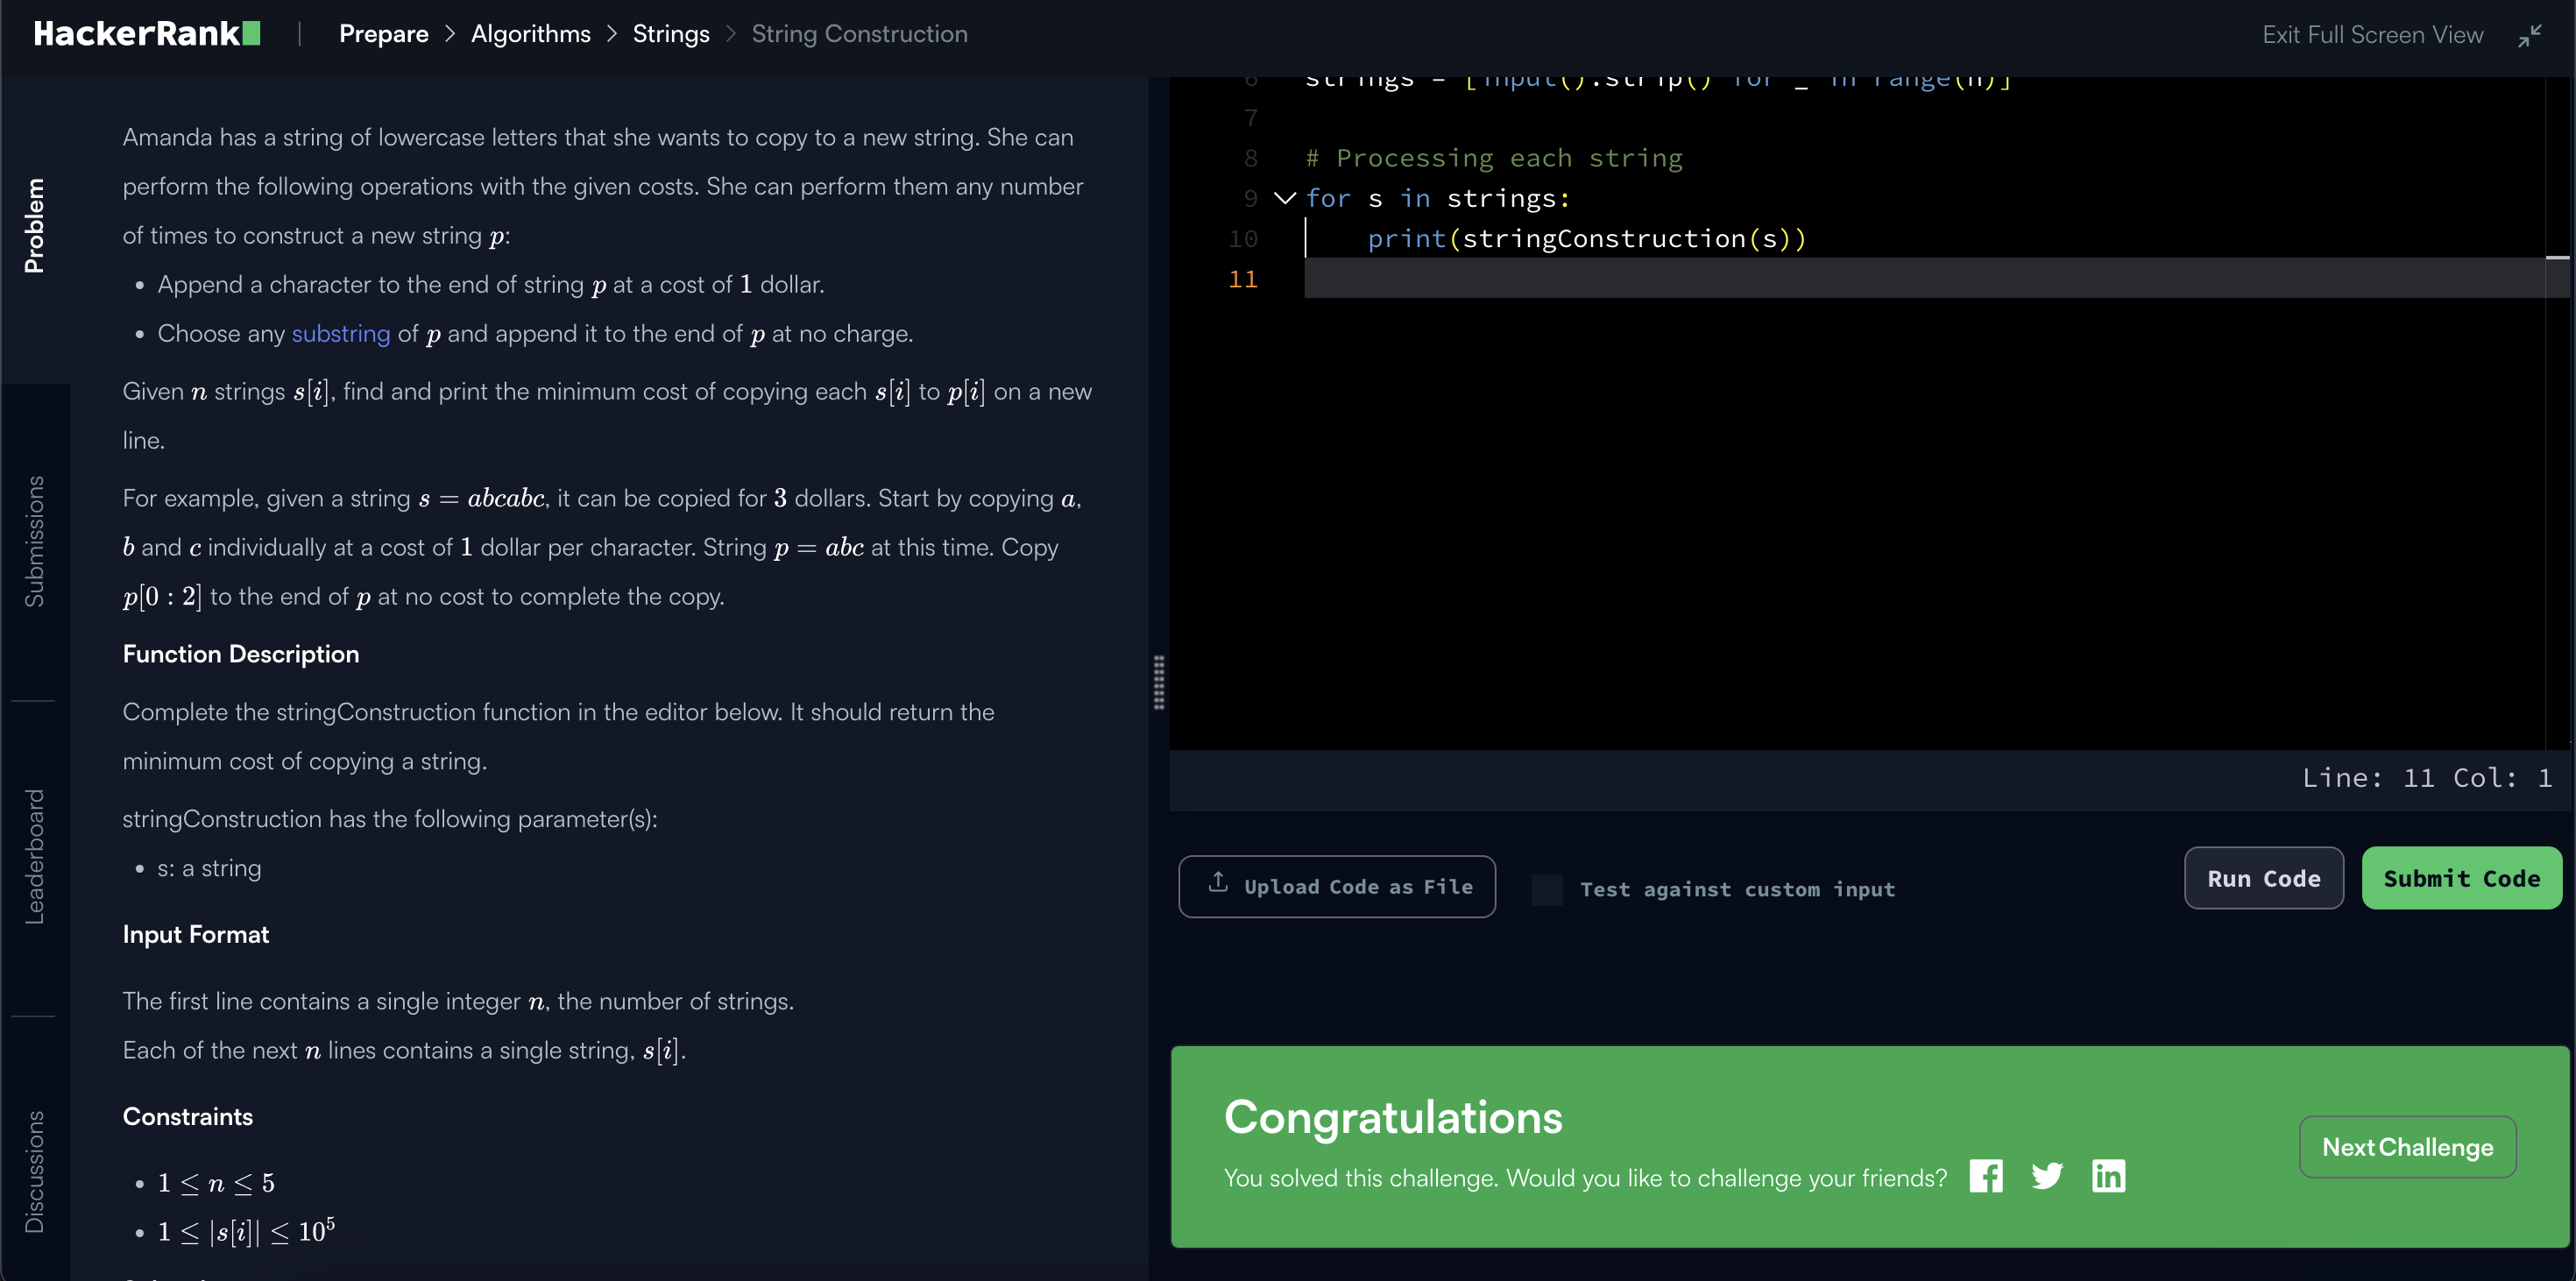 HackerRank | Prepare > Algorithms > Strings > String Construction
Exit Full Screen View
Problem
Submissions
Leaderboard
Discussions
Amanda has a string of lowercase letters that she wants to copy to a new string. She can
perform the following operations with the given costs. She can perform them any number
of times to construct a new string p:
• Append a character to the end of string p at a cost of 1 dollar.
• Choose any substring of p and append it to the end of p at no charge.
Given n strings s[i], find and print the minimum cost of copying each s[i] to p[i] on a new
line.
For example, given a string s = abcabc, it can be copied for 3 dollars. Start by copying a,
b and c individually at a cost of 1 dollar per character. String p = abc at this time. Copy
p[0 : 2] to the end of p at no cost to complete the copy.
Function Description
Complete the stringConstruction function in the editor below. It should return the
minimum cost of copying a string.
stringConstruction has the following parameter(s):
• s: a string
Input Format
The first line contains a single integer n, the number of strings.
Each of the next n lines contains a single string, s[i].
Constraints
• 1 ≤ n ≤ 5
• 1 ≤ |s[i]| ≤ 10⁵
6 strings = [input().strip() for _ in range(n)]
7
8 # Processing each string
9 for s in strings:
10     print(stringConstruction(s))
11
Line: 11 Col: 1
Upload Code as File
Test against custom input
Run Code
Submit Code
Congratulations
You solved this challenge. Would you like to challenge your friends?
Next Challenge